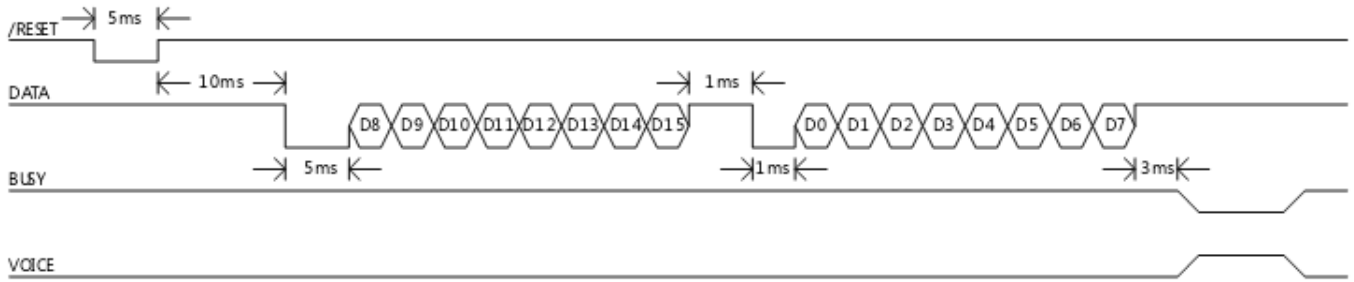 /RESET 5ms
10ms 1ms
DATA
D8 D9 D10 D11 D12 D13 D14 D15 D0 D1 D2 D3 D4 D5 D6 D7
5ms 1ms 3ms
BUSY
VOICE